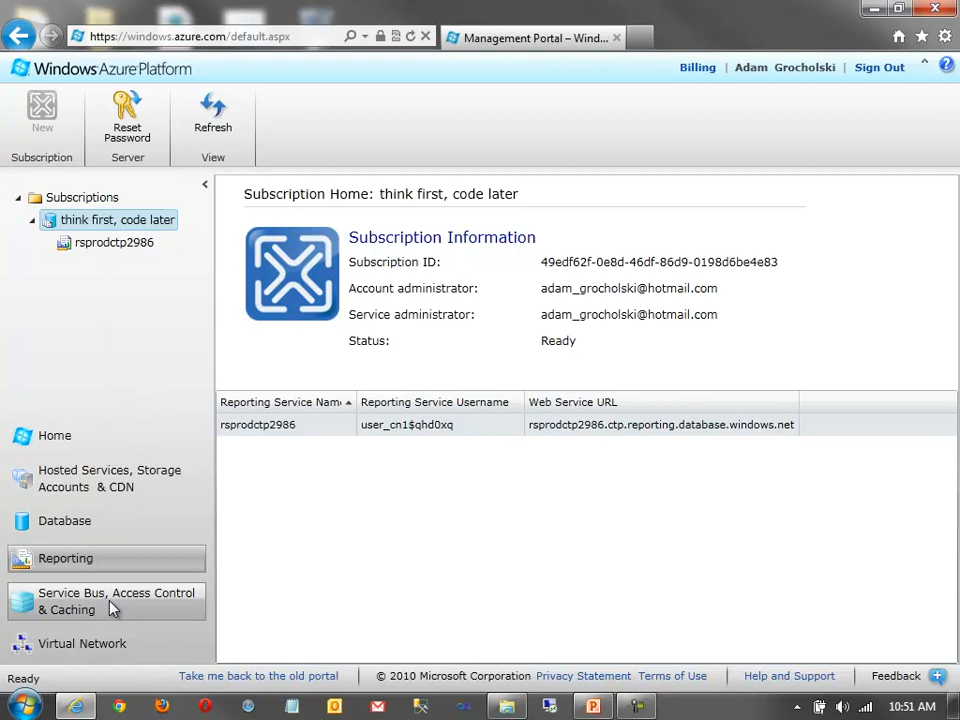 https://windows.azure.com/default.aspx
Management Portal – Wind...
Windows Azure Platform
Billing | Adam Grocholski | Sign Out
New
Reset Password
Refresh
Subscription
Server
View
Subscriptions
think first, code later
rsprodctp2986
Subscription Home: think first, code later
Subscription Information
Subscription ID: 49edf62f-0e8d-46df-86d9-0198d6be4e83
Account administrator: adam_grocholski@hotmail.com
Service administrator: adam_grocholski@hotmail.com
Status: Ready
Reporting Service Name Reporting Service Username Web Service URL
rsprodctp2986 user_cn1$qhd0xq rsprodctp2986.ctp.reporting.database.windows.net
Home
Hosted Services, Storage
Accounts & CDN
Database
Reporting
Service Bus, Access Control
& Caching
Virtual Network
Ready
Take me back to the old portal | © 2010 Microsoft Corporation Privacy Statement Terms of Use | Help and Support | Feedback
10:51 AM